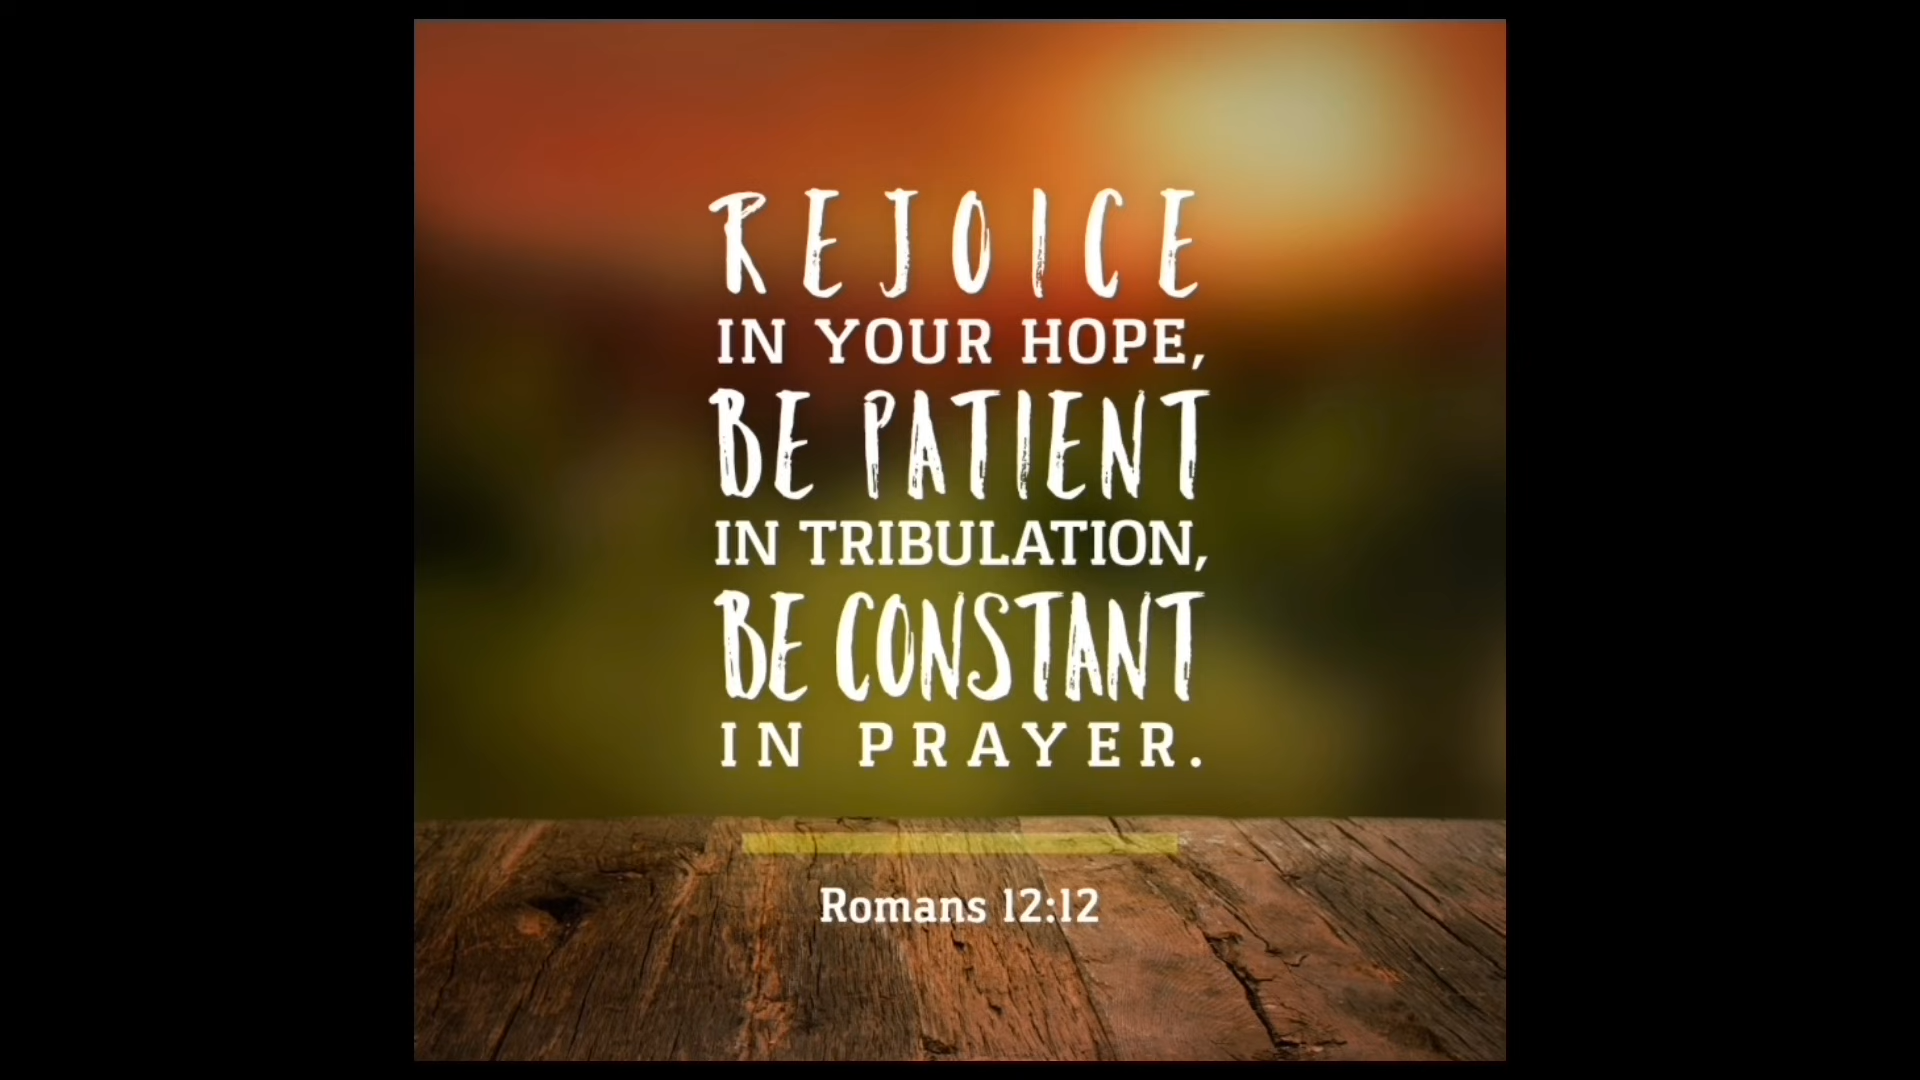 REJOICE
IN YOUR HOPE,
BE PATIENT
IN TRIBULATION,
BE CONSTANT
IN PRAYER.
Romans 12:12